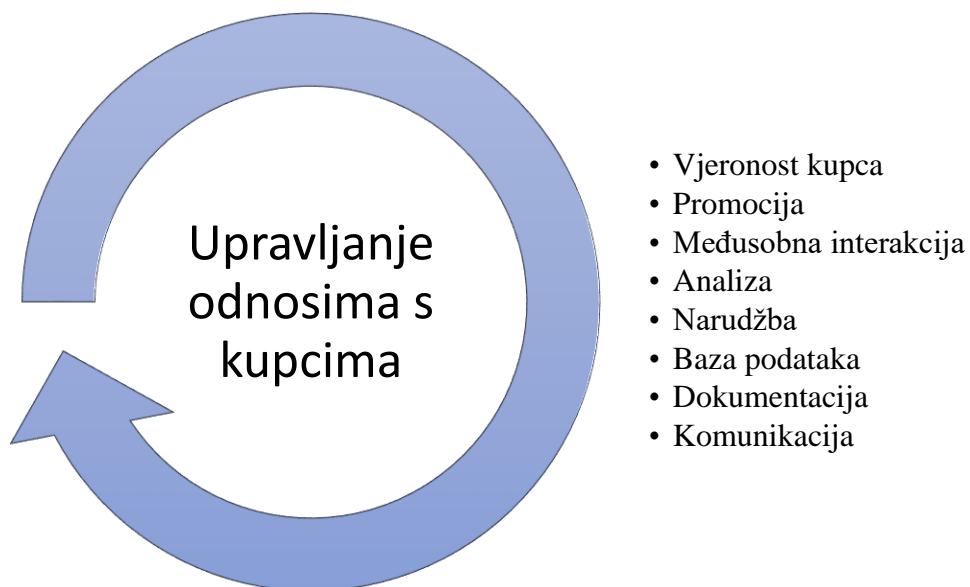 Upravljanje
odnosima s
kupcima
• Vjeronost kupca
• Promocija
• Međusobna interakcija
• Analiza
• Narudžba
• Baza podataka
• Dokumentacija
• Komunikacija